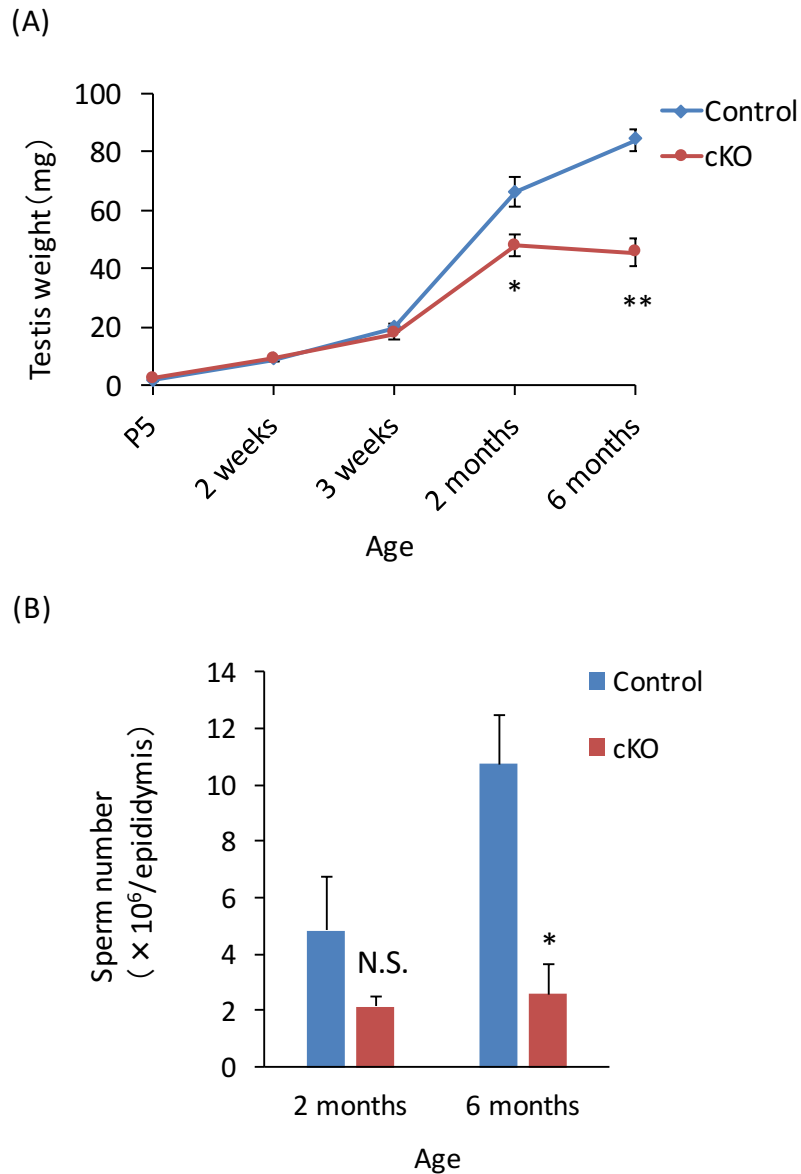 (A)
100
80
60
40
20
0
Testis weight(mg)
Control
cKO
*
**
P5
2 weeks
3 weeks
2 months
6 months
Age
(B)
14
12
10
8
6
4
2
0
Sperm number
(×10⁶/epididymis)
Control
cKO
N.S.
*
2 months
6 months
Age